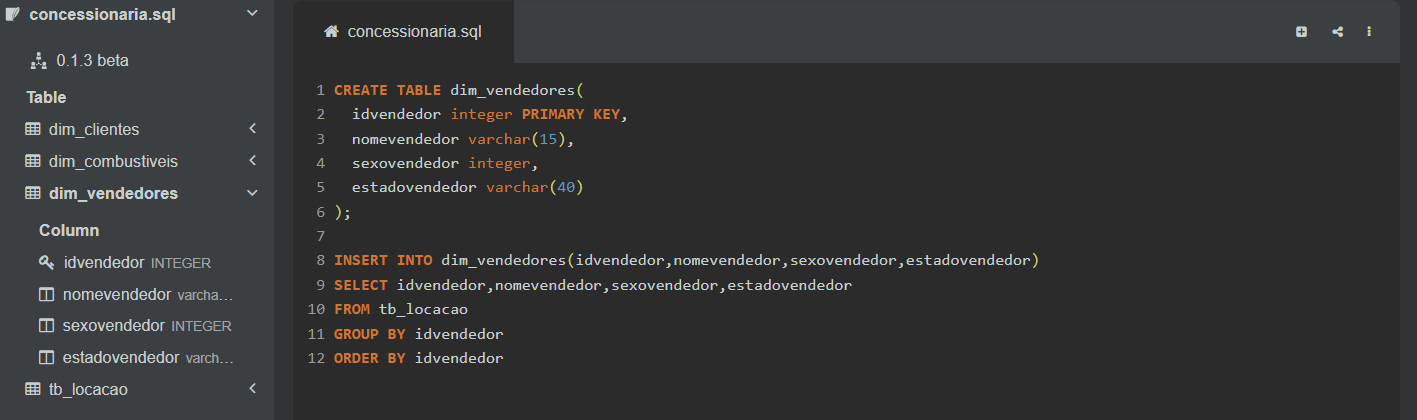 concessionaria.sql
0.1.3 beta
Table
dim_clientes
dim_combustiveis
dim_vendedores
Column
idvendedor INTEGER
nomevendedor varcha…
sexovendedor INTEGER
estadovendedor varch…
tb_locacao
concessionaria.sql
1 CREATE TABLE dim_vendedores(
2 idvendedor integer PRIMARY KEY,
3 nomevendedor varchar(15),
4 sexovendedor integer,
5 estadovendedor varchar(40)
6 );
7
8 INSERT INTO dim_vendedores(idvendedor,nomevendedor,sexovendedor,estadovendedor)
9 SELECT idvendedor,nomevendedor,sexovendedor,estadovendedor
10 FROM tb_locacao
11 GROUP BY idvendedor
12 ORDER BY idvendedor